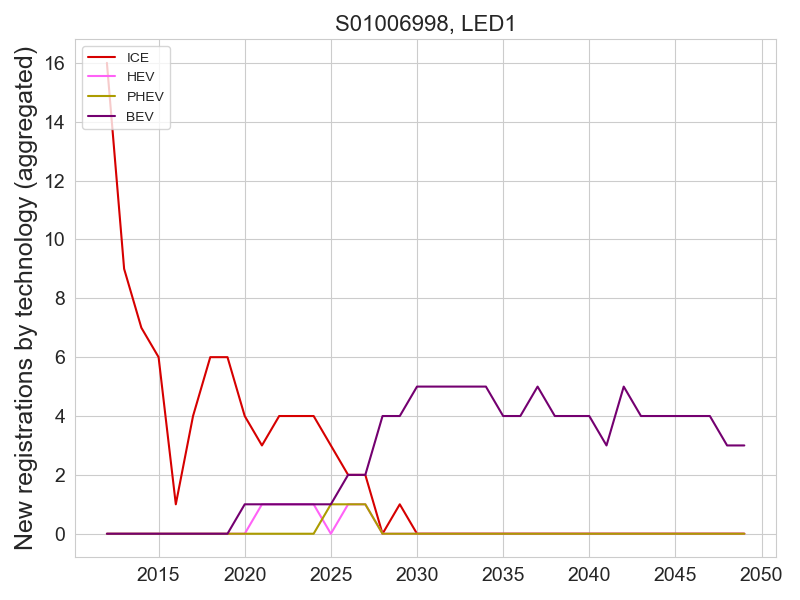 S01006998, LED1
New registrations by technology (aggregated)
ICE
HEV
PHEV
BEV
16
14
12
10
8
6
4
2
0
2015 2020 2025 2030 2035 2040 2045 2050